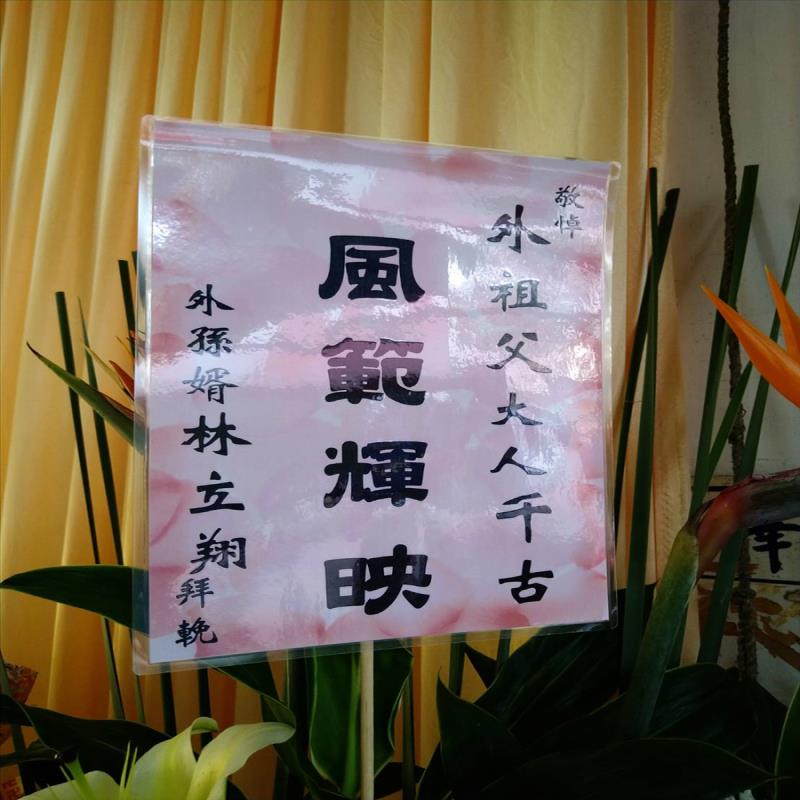 敬悼
外祖父大人千古
風範輝映
外孫婿林立翔
拜輓